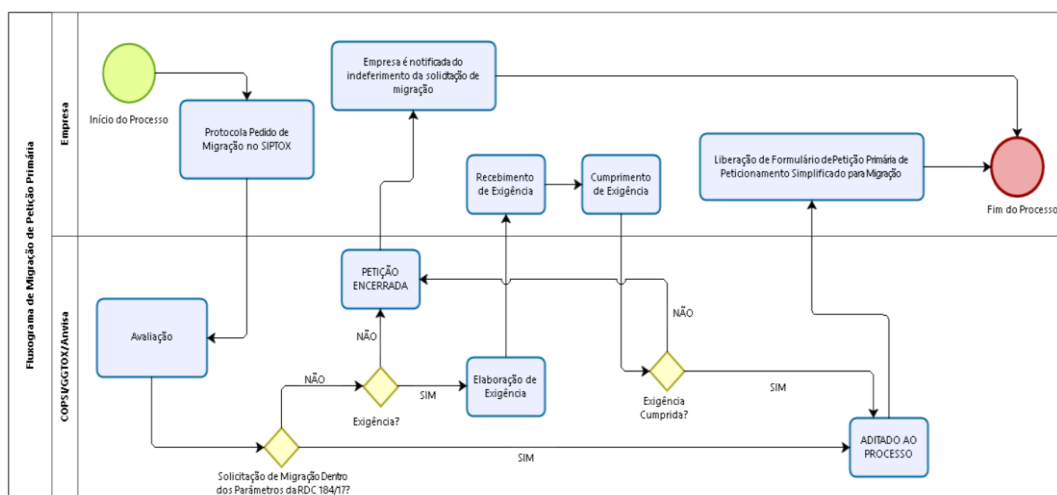 Fluxograma de Migração de Petição Primária
Empresa
Início do Processo
Protocola Pedido de
Migração no SIPTOX
Empresa é notificada do
indeferimento da solicitação de
migração
Recebimento
de Exigência
Cumprimento
de Exigência
Liberação de Formulário dePetição Primária de
Peticionamento Simplificado para Migração
Fim do Processo
COPSI/GGTOX/Anvisa
Avaliação
Solicitação de Migração Dentro
dos Parâmetros da RDC 184/17?
NÃO
SIM
Exigência?
NÃO
SIM
PETIÇÃO
ENCERRADA
Elaboração de
Exigência
Exigência
Cumprida?
NÃO
SIM
ADITADO AO
PROCESSO